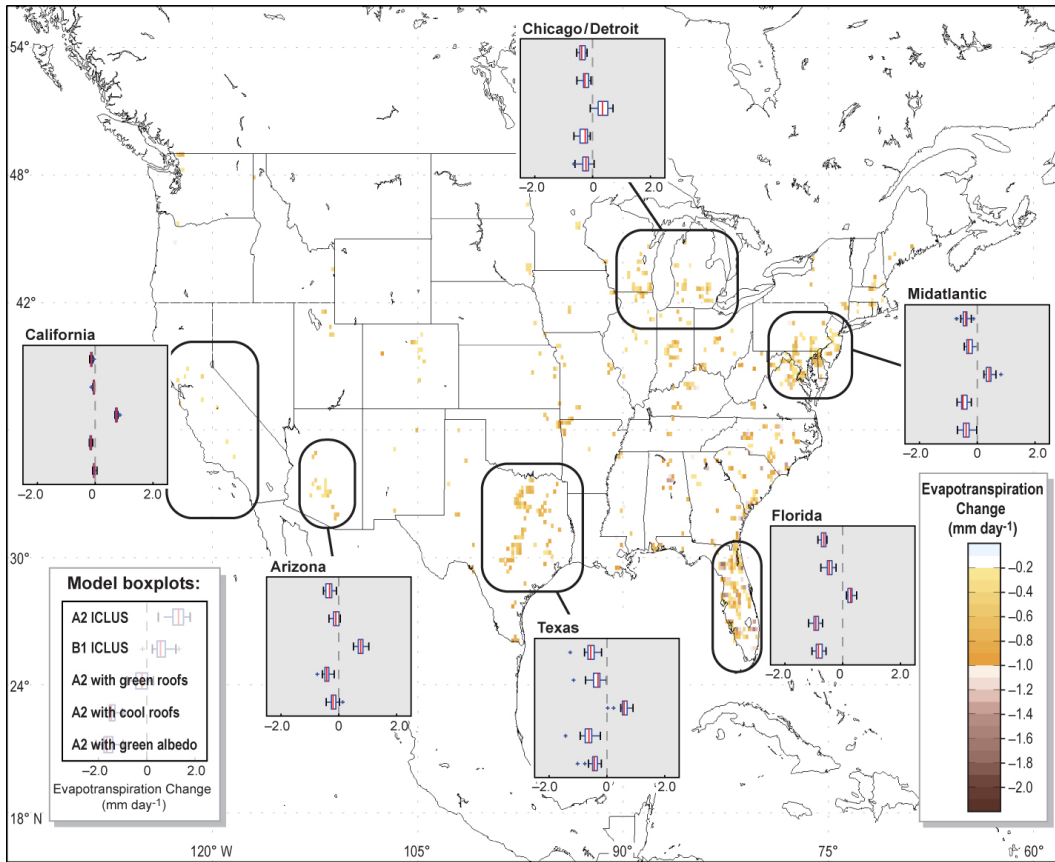 Chicago/Detroit
−2.0 0 2.0
54°
48°
42°
30°
24°
18° N
120° W 105° 90° 75° 60°
California
−2.0 0 2.0
Midatlantic
−2.0 0 2.0
Arizona
−2.0 0 2.0
Texas
−2.0 0 2.0
Florida
−2.0 0 2.0
Model boxplots:
A2 ICLUS
B1 ICLUS
A2 with green roofs
A2 with cool roofs
A2 with green albedo
−2.0 0 2.0
Evapotranspiration Change
(mm day-1)
Evapotranspiration
Change
(mm day-1)
−0.2
−0.4
−0.6
−0.8
−1.0
−1.2
−1.4
−1.6
−1.8
−2.0